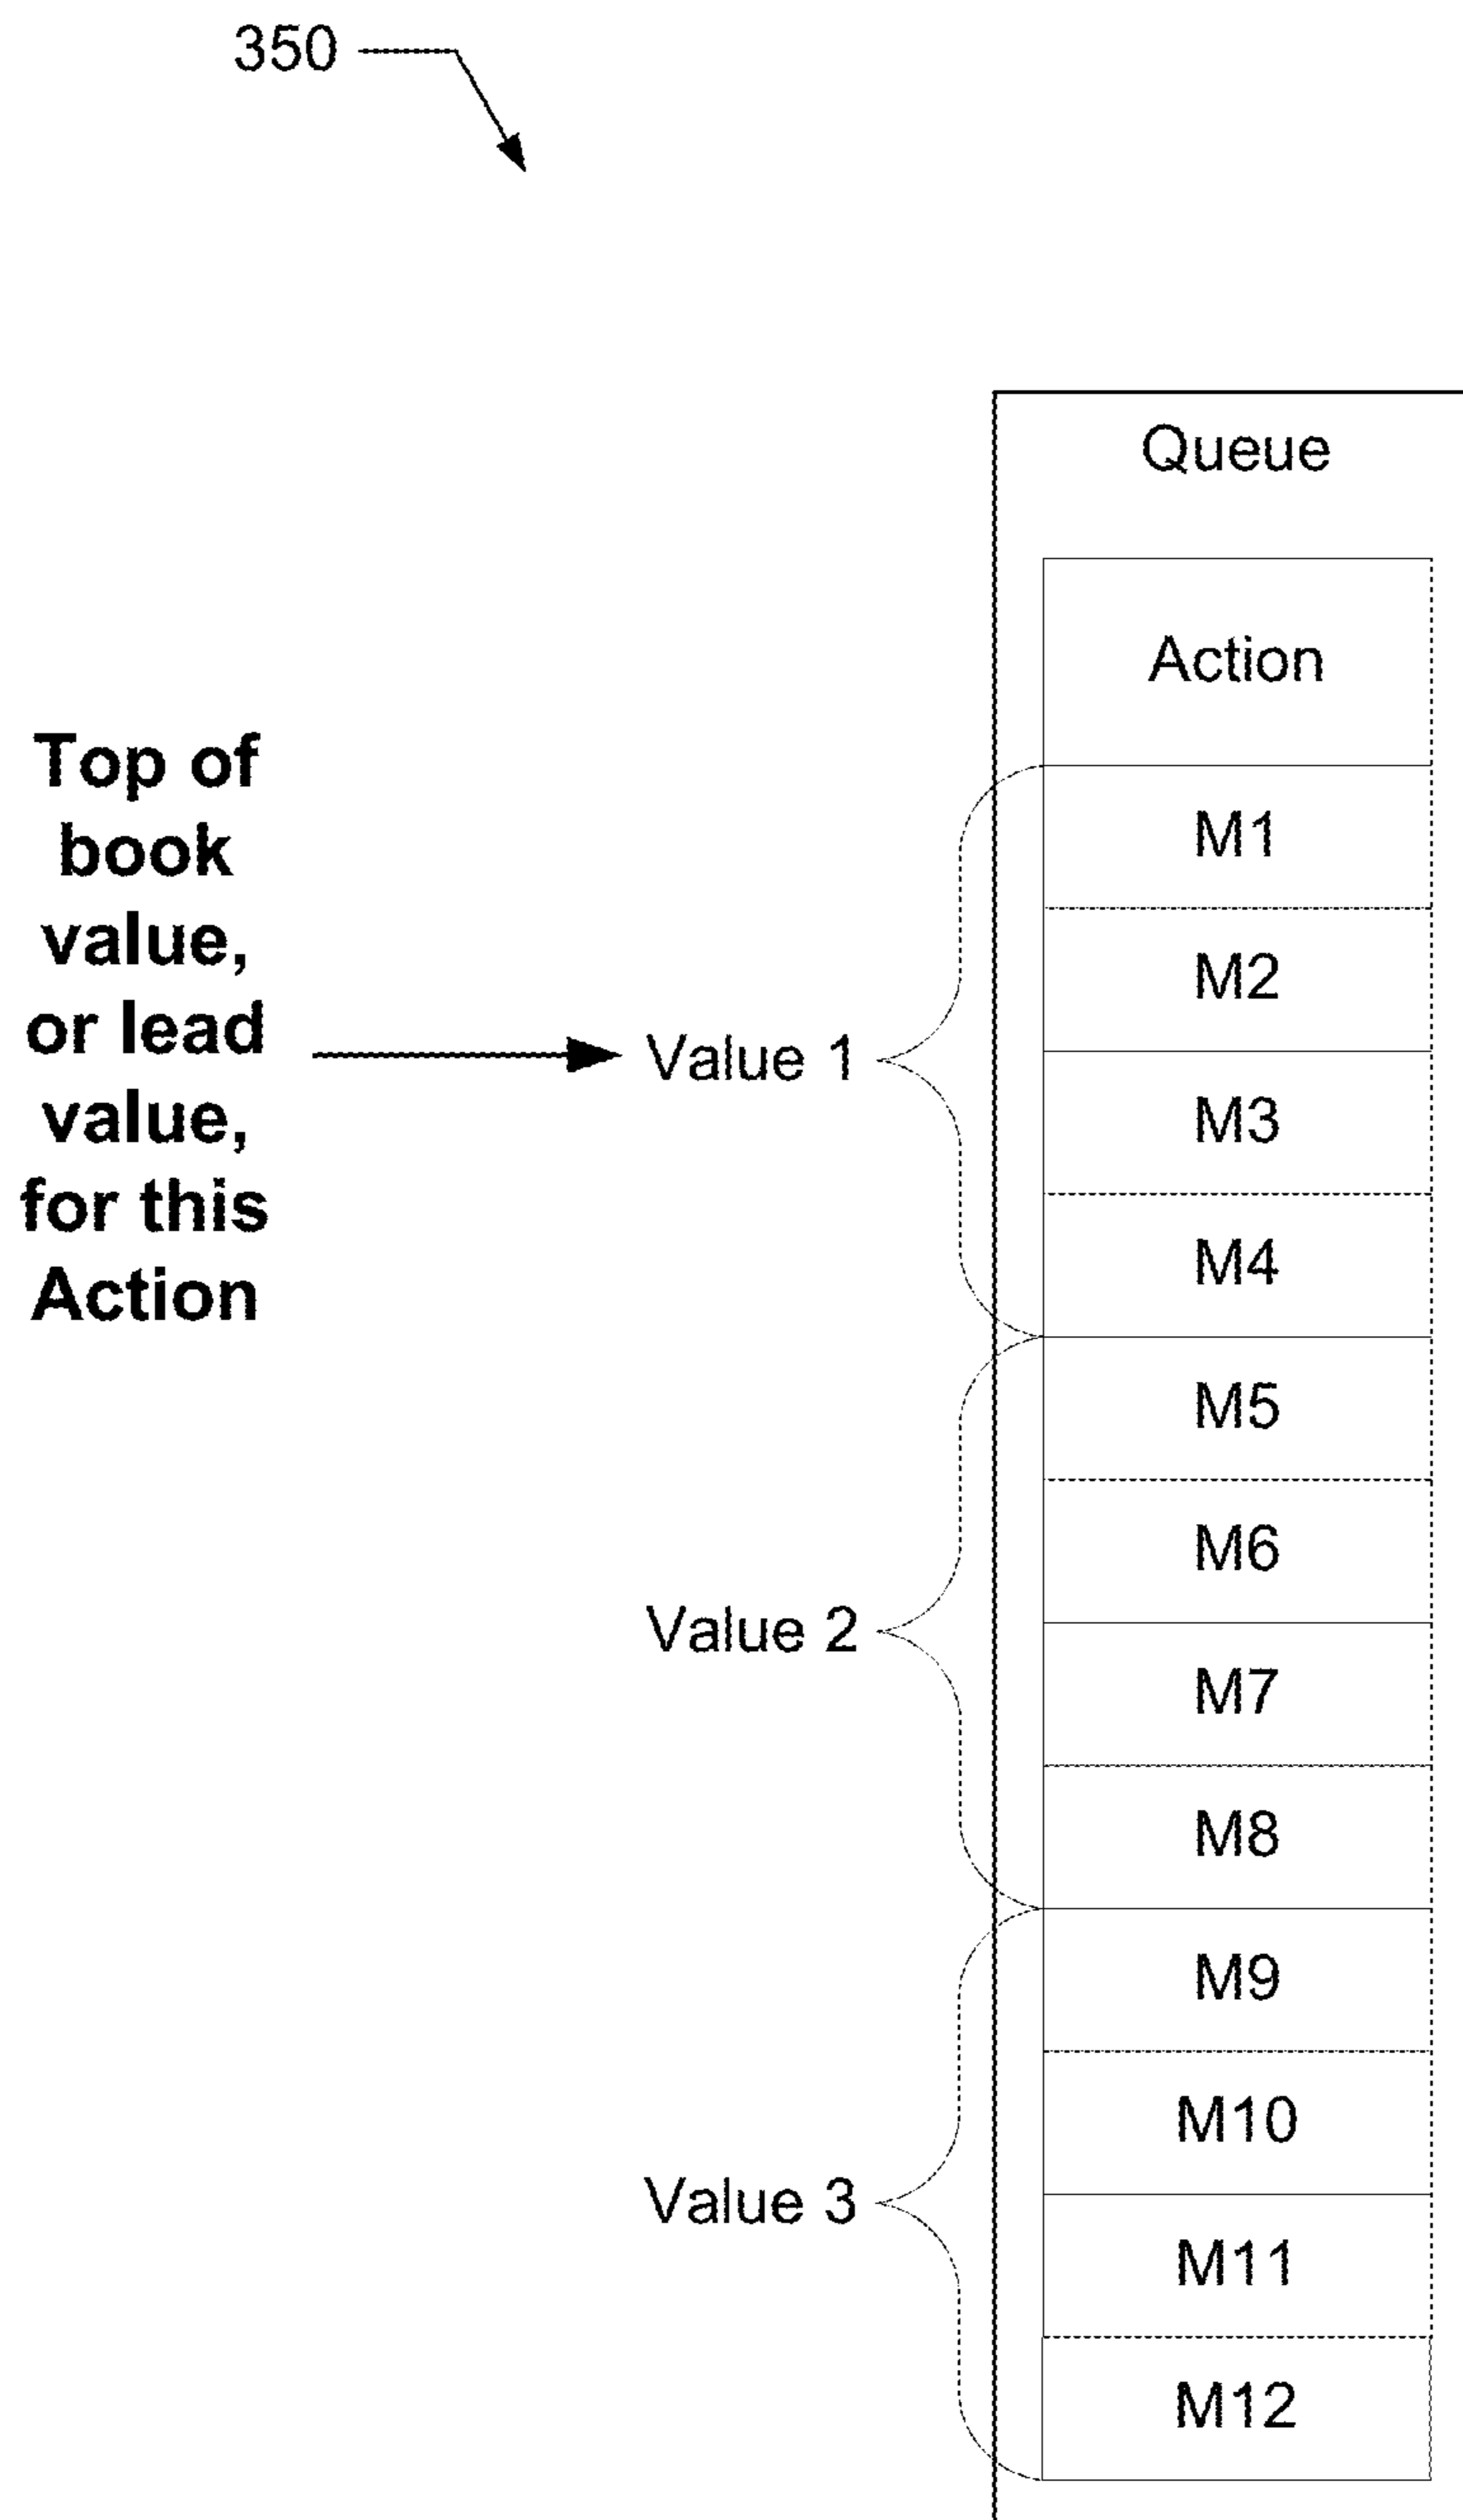 350
Queue
Action
Top of
book
value,
or lead
value,
for this
Action
Value 1
M1
M2
M3
M4
Value 2
M5
M6
M7
M8
Value 3
M9
M10
M11
M12